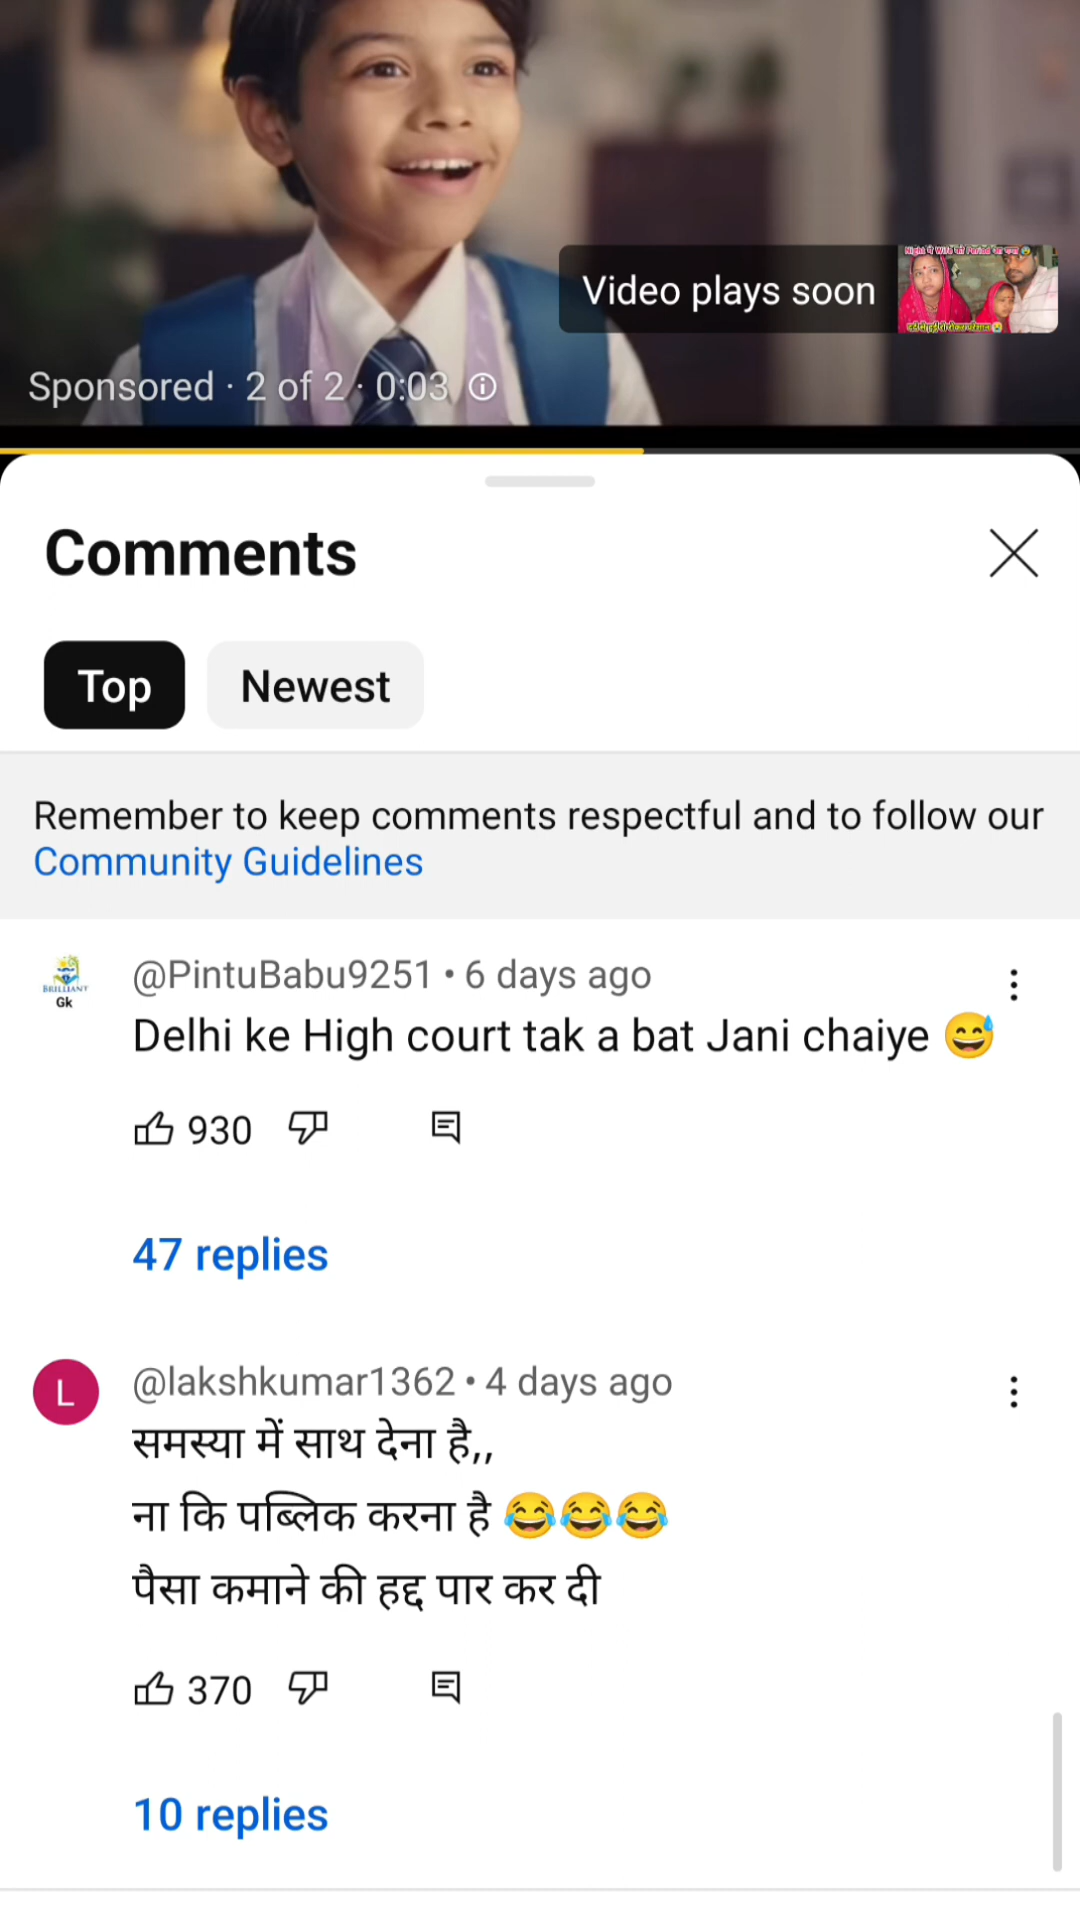 Video plays soon
Sponsored · 2 of 2 · 0:03
Comments
Top
Newest
Remember to keep comments respectful and to follow our
Community Guidelines
BRILLIANT
Gk
@PintuBabu9251 • 6 days ago
Delhi ke High court tak a bat Jani chaiye 😅
930
47 replies
L
@lakshkumar1362 • 4 days ago
समस्या में साथ देना है,,
ना कि पब्लिक करना है 😂😂😂
पैसा कमाने की हद्द पार कर दी
370
10 replies